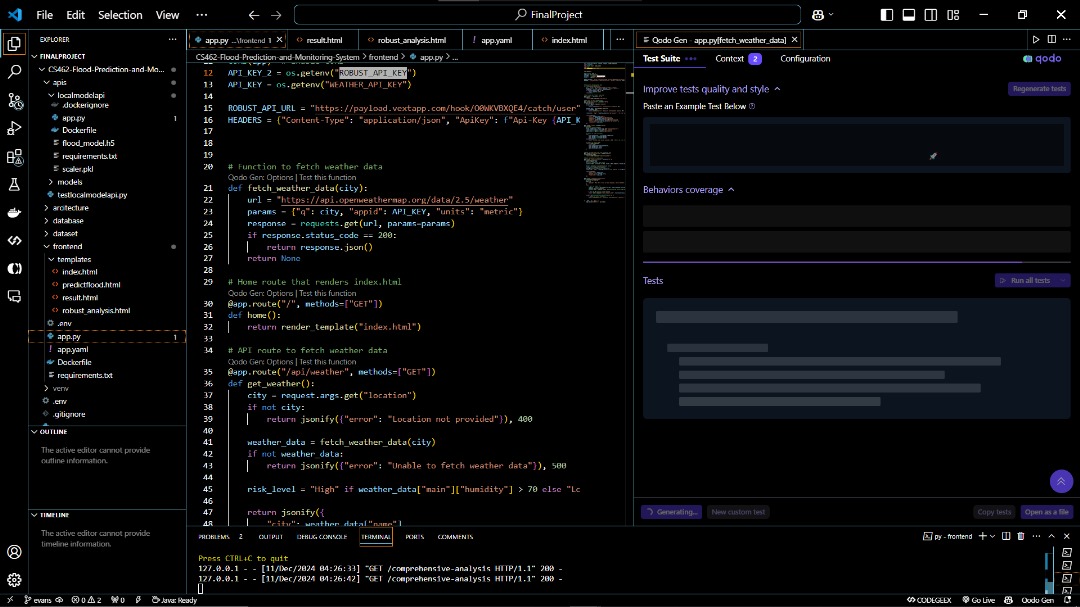 File Edit Selection View ··· FinalProject
EXPLORER ···
FINALPROJECT
CS462-Flood-Prediction-and-Mo...
apis
localmodelapi
.dockerignore
app.py 1
Dockerfile
flood_model.h5
requirements.txt
scaler.pkl
models
testlocalmodelapi.py
arcitecture
database
dataset
frontend
templates
index.html
predictflood.html
result.html
robust_analysis.html
.env
app.py 1
app.yaml
Dockerfile
requirements.txt
venv
.env
.gitignore
OUTLINE
The active editor cannot provide
outline information.
TIMELINE
The active editor cannot provide
timeline information.
app.py ...\frontend 1 result.html robust_analysis.html app.yaml index.html ···
CS462-Flood-Prediction-and-Monitoring-System > frontend > app.py > ...
12 API_KEY_2 = os.getenv("ROBUST_API_KEY")
13 API_KEY = os.getenv("WEATHER_API_KEY")
15 ROBUST_API_URL = "https://payload.vextapp.com/hook/O0WKVBXQE4/catch/user"
16 HEADERS = {"Content-Type": "application/json", "ApiKey": f"Api-Key {API_K
17
18
19
20 # Function to fetch weather data
Qodo Gen: Options | Test this function
21 def fetch_weather_data(city):
22 url = "https://api.openweathermap.org/data/2.5/weather"
23 params = {"q": city, "appid": API_KEY, "units": "metric"}
24 response = requests.get(url, params=params)
25 if response.status_code == 200:
26 return response.json()
27 return None
28
29 # Home route that renders index.html
Qodo Gen: Options | Test this function
30 @app.route("/", methods=["GET"])
31 def home():
32 return render_template("index.html")
33
34 # API route to fetch weather data
Qodo Gen: Options | Test this function
35 @app.route("/api/weather", methods=["GET"])
36 def get_weather():
37 city = request.args.get("location")
38 if not city:
39 return jsonify({"error": "Location not provided"}), 400
40
41 weather_data = fetch_weather_data(city)
42 if not weather_data:
43 return jsonify({"error": "Unable to fetch weather data"}), 500
44
45 risk_level = "High" if weather_data["main"]["humidity"] > 70 else "Lo
46
47 return jsonify({
48 "city": weather_data["name"]
Qodo Gen - app.py[fetch_weather_data]
Test Suite ··· Context 2 Configuration qodo
Improve tests quality and style Regenerate tests
Paste an Example Test Below
Behaviors coverage
Tests Run all tests
Generating... New custom test Copy tests Open as a file
PROBLEMS 2 OUTPUT DEBUG CONSOLE TERMINAL PORTS COMMENTS py - frontend
Press CTRL+C to quit
127.0.0.1 - - [11/Dec/2024 04:26:33] "GET /comprehensive-analysis HTTP/1.1" 200 -
127.0.0.1 - - [11/Dec/2024 04:26:42] "GET /comprehensive-analysis HTTP/1.1" 200 -
evans 0 2 0 Java: Ready CODEGEEX Go Live Qodo Gen